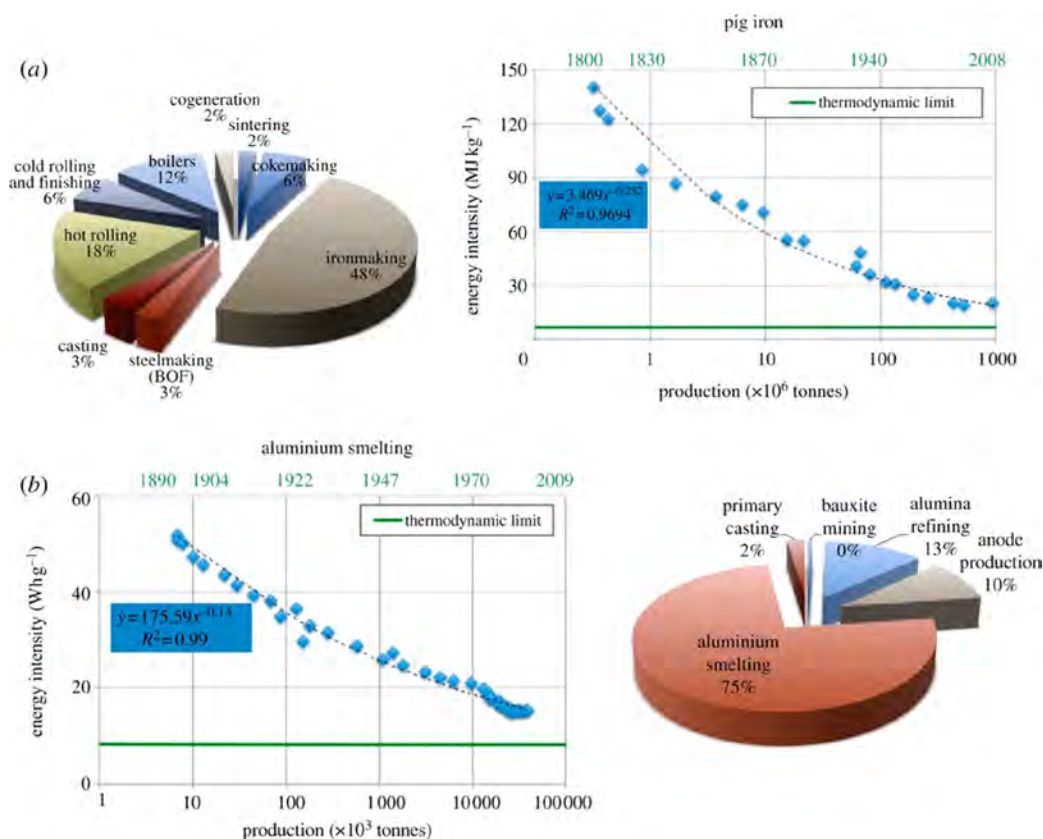 (a)
cogeneration
2%
sintering
2%
boilers
12%
cokemaking
6%
cold rolling
and finishing
6%
hot rolling
18%
ironmaking
48%
casting
3%
steelmaking
(BOF)
3%
pig iron
1800 1830 1870 1940 2008
150
120
90
60
30
energy intensity (MJ kg⁻¹)
thermodynamic limit
y=3.469x⁻⁰·²⁵²
R²=0.9694
0 1 10 100 1000
production (×10⁶ tonnes)
aluminium smelting
(b)
1890 1904 1922 1947 1970 2009
60
40
20
0
energy intensity (Wh g⁻¹)
thermodynamic limit
y=175.59x⁻⁰·¹⁴
R²=0.99
1 10 100 1000 10000 100000
production (×10³ tonnes)
primary
casting
2%
bauxite
mining
0%
alumina
refining
13%
anode
production
10%
aluminium
smelting
75%